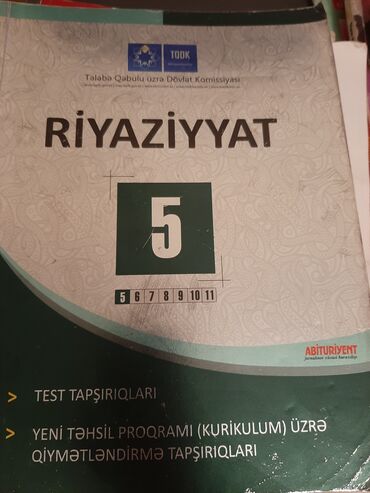 TQDK
Tələbə Qəbulu üzrə Dövlət Komissiyası
RİYAZİYYAT
5
5 6 7 8 9 10 11
ABİTURİYENT
> TEST TAPŞIRIQLARI
> YENİ TƏHSİL PROQRAMI (KURİKULUM) ÜZRƏ
QİYMƏTLƏNDİRMƏ TAPŞIRIQLARI